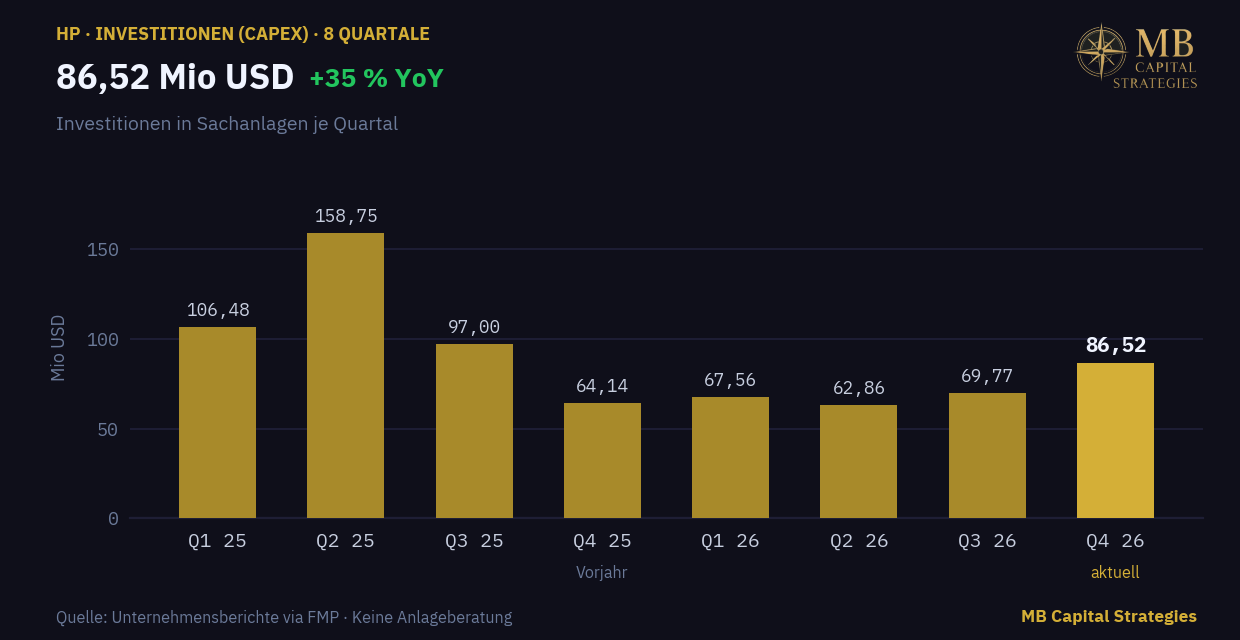 HP · INVESTITIONEN (CAPEX) · 8 QUARTALE
86,52 Mio USD +35 % YoY
Investitionen in Sachanlagen je Quartal
MB
CAPITAL
STRATEGIES
Mio USD
150
100
50
0
106,48
158,75
97,00
64,14
67,56
62,86
69,77
86,52
Q1 25
Q2 25
Q3 25
Q4 25
Q1 26
Q2 26
Q3 26
Q4 26
Vorjahr
aktuell
Quelle: Unternehmensberichte via FMP · Keine Anlageberatung
MB Capital Strategies